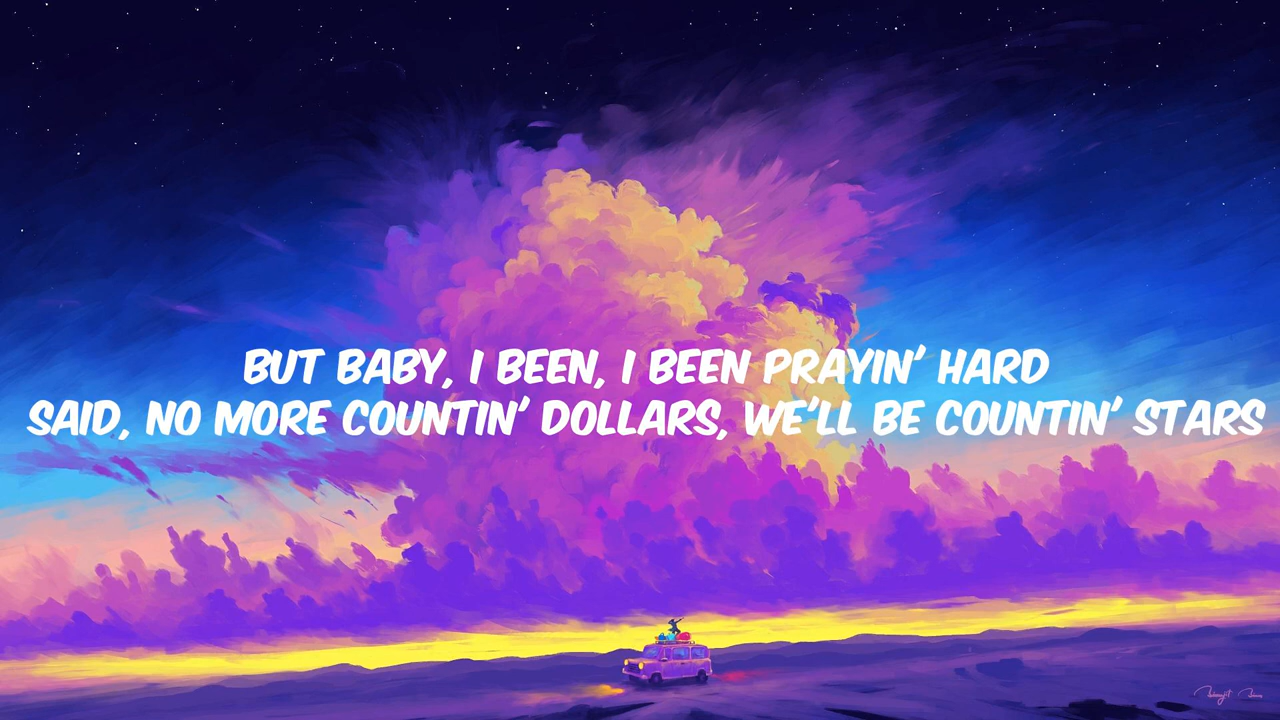 BUT BABY, I BEEN, I BEEN PRAYIN' HARD
SAID, NO MORE COUNTIN' DOLLARS, WE'LL BE COUNTIN' STARS